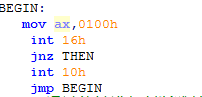 BEGIN:
mov ax,0100h
int 16h
jnz THEN
int 10h
jmp BEGIN